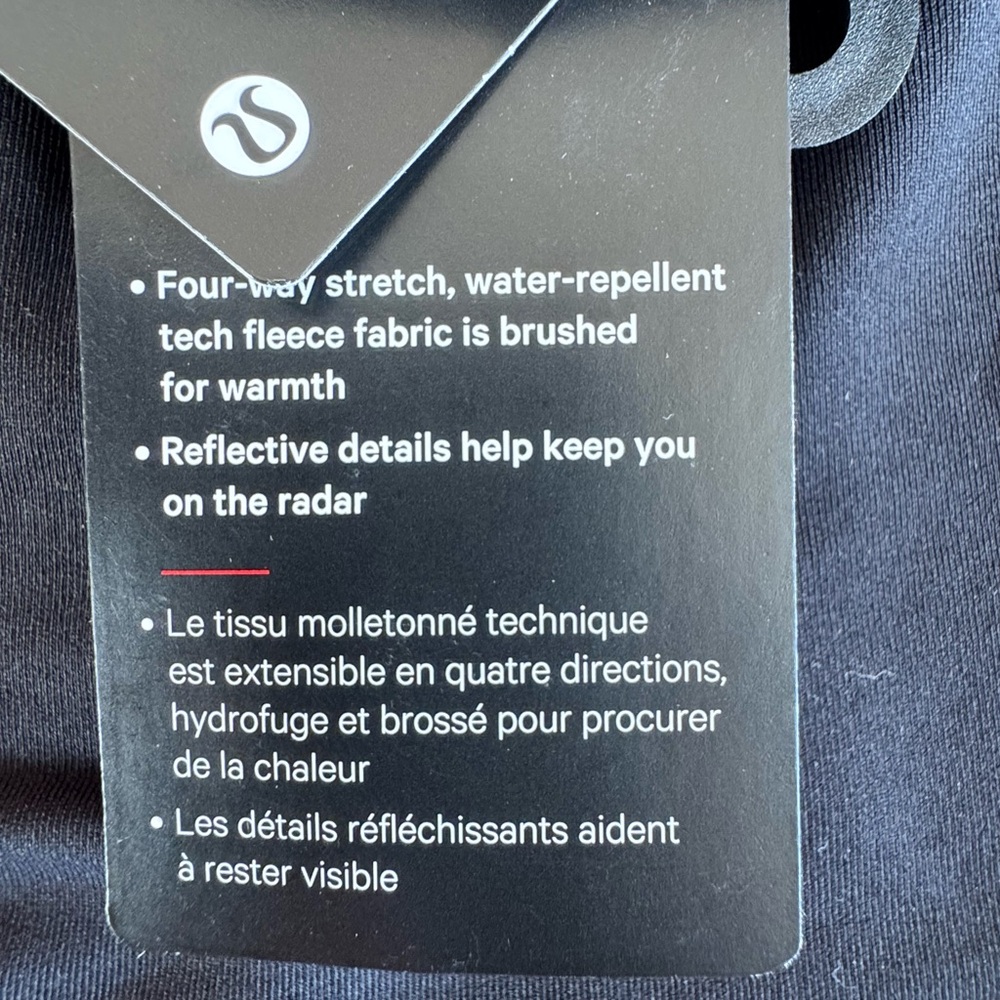 • Four-way stretch, water-repellent
tech fleece fabric is brushed
for warmth
• Reflective details help keep you
on the radar
• Le tissu molletonné technique
est extensible en quatre directions,
hydrofuge et brossé pour procurer
de la chaleur
• Les détails réfléchissants aident
à rester visible